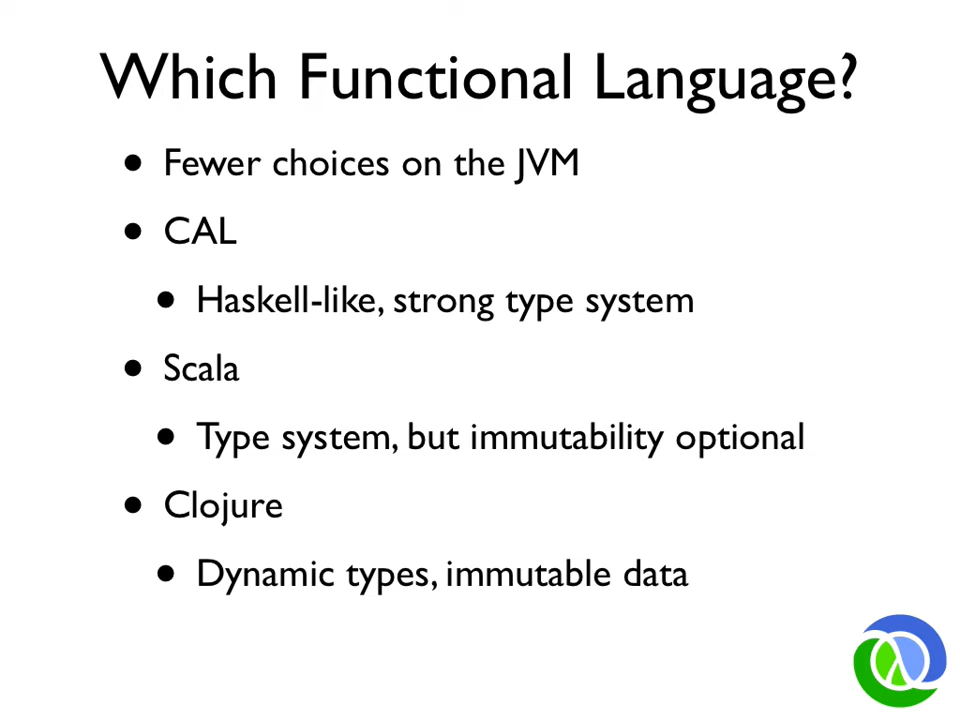 Which Functional Language?
• Fewer choices on the JVM
• CAL
• Haskell-like, strong type system
• Scala
• Type system, but immutability optional
• Clojure
• Dynamic types, immutable data